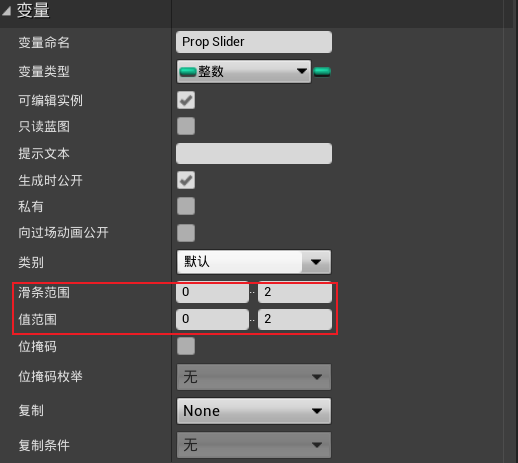 变量
变量命名 Prop Slider
变量类型 整数
可编辑实例
只读蓝图
提示文本
生成时公开
私有
向过场动画公开
类别 默认
滑条范围 0 .. 2
值范围 0 .. 2
位掩码
位掩码枚举 无
复制 None
复制条件 无